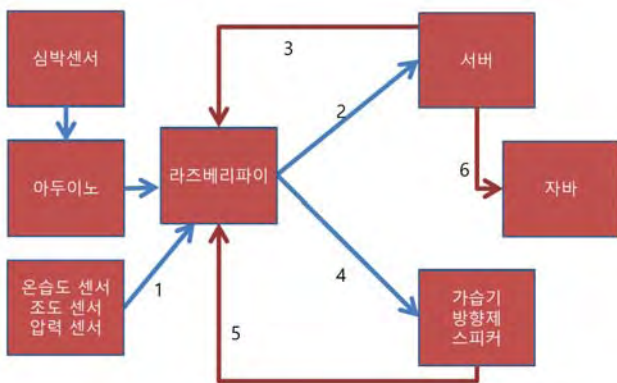 심박센서
3
서버
2
아두이노
라즈베리파이
6
자바
온습도 센서
조도 센서
압력 센서
1
4
가습기
방향제
스피커
5